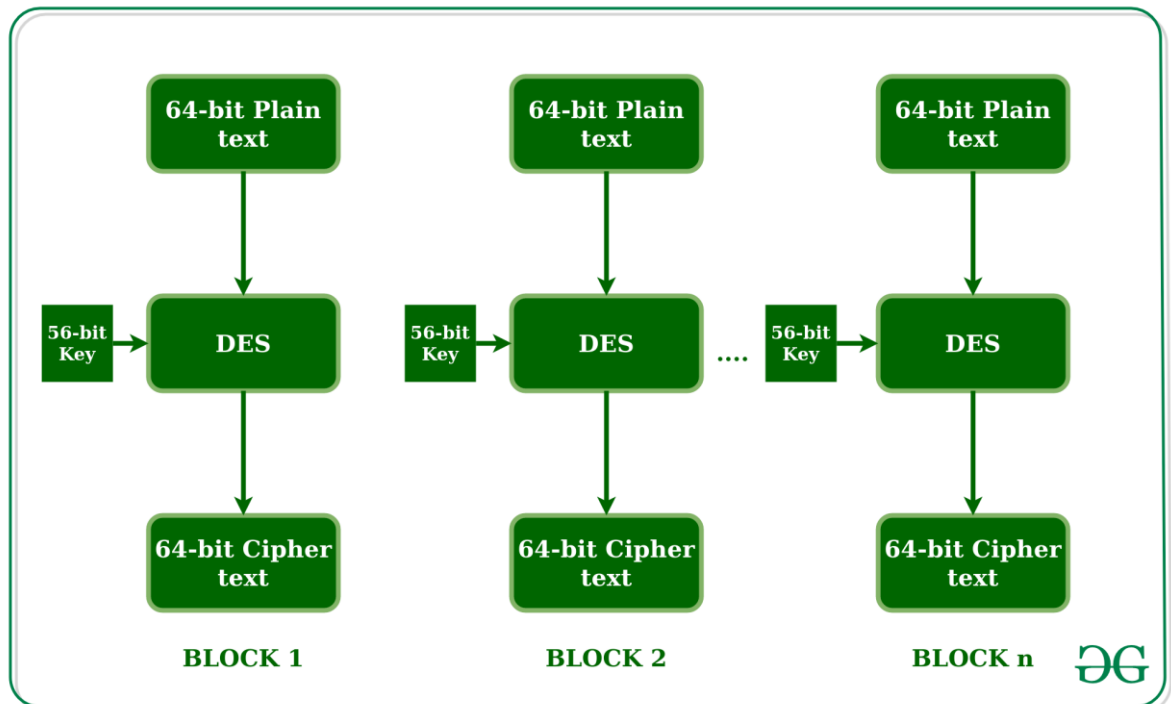 64-bit Plain
text
64-bit Plain
text
64-bit Plain
text
56-bit
Key
DES
56-bit
Key
DES
....
56-bit
Key
DES
64-bit Cipher
text
64-bit Cipher
text
64-bit Cipher
text
BLOCK 1
BLOCK 2
BLOCK n